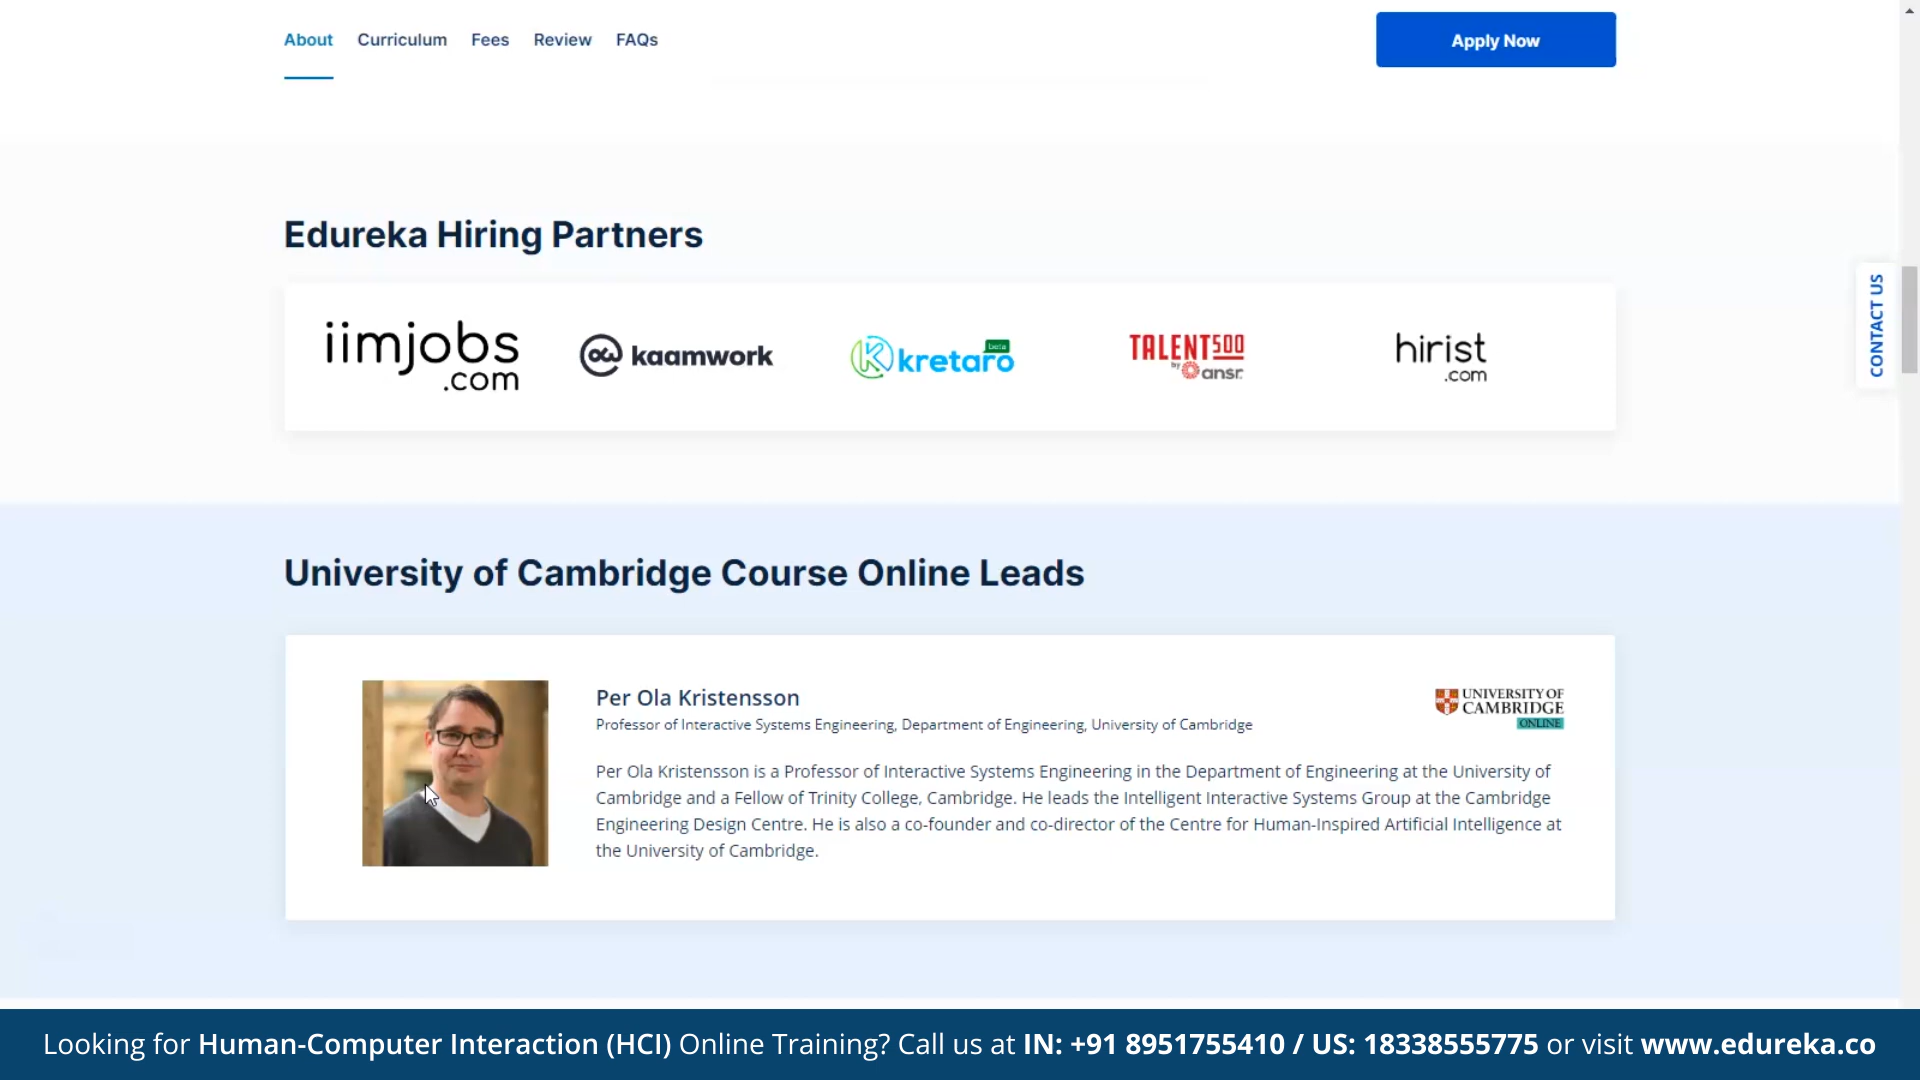 About Curriculum Fees Review FAQs Apply Now
Edureka Hiring Partners
iimjobs
.com
kaamwork
kretaro beta
TALENT500
by ansr.
hirist
.com
CONTACT US
University of Cambridge Course Online Leads
Per Ola Kristensson
Professor of Interactive Systems Engineering, Department of Engineering, University of Cambridge
UNIVERSITY OF
CAMBRIDGE
ONLINE
Per Ola Kristensson is a Professor of Interactive Systems Engineering in the Department of Engineering at the University of
Cambridge and a Fellow of Trinity College, Cambridge. He leads the Intelligent Interactive Systems Group at the Cambridge
Engineering Design Centre. He is also a co-founder and co-director of the Centre for Human-Inspired Artificial Intelligence at
the University of Cambridge.
Looking for Human-Computer Interaction (HCI) Online Training? Call us at IN: +91 8951755410 / US: 18338555775 or visit www.edureka.co